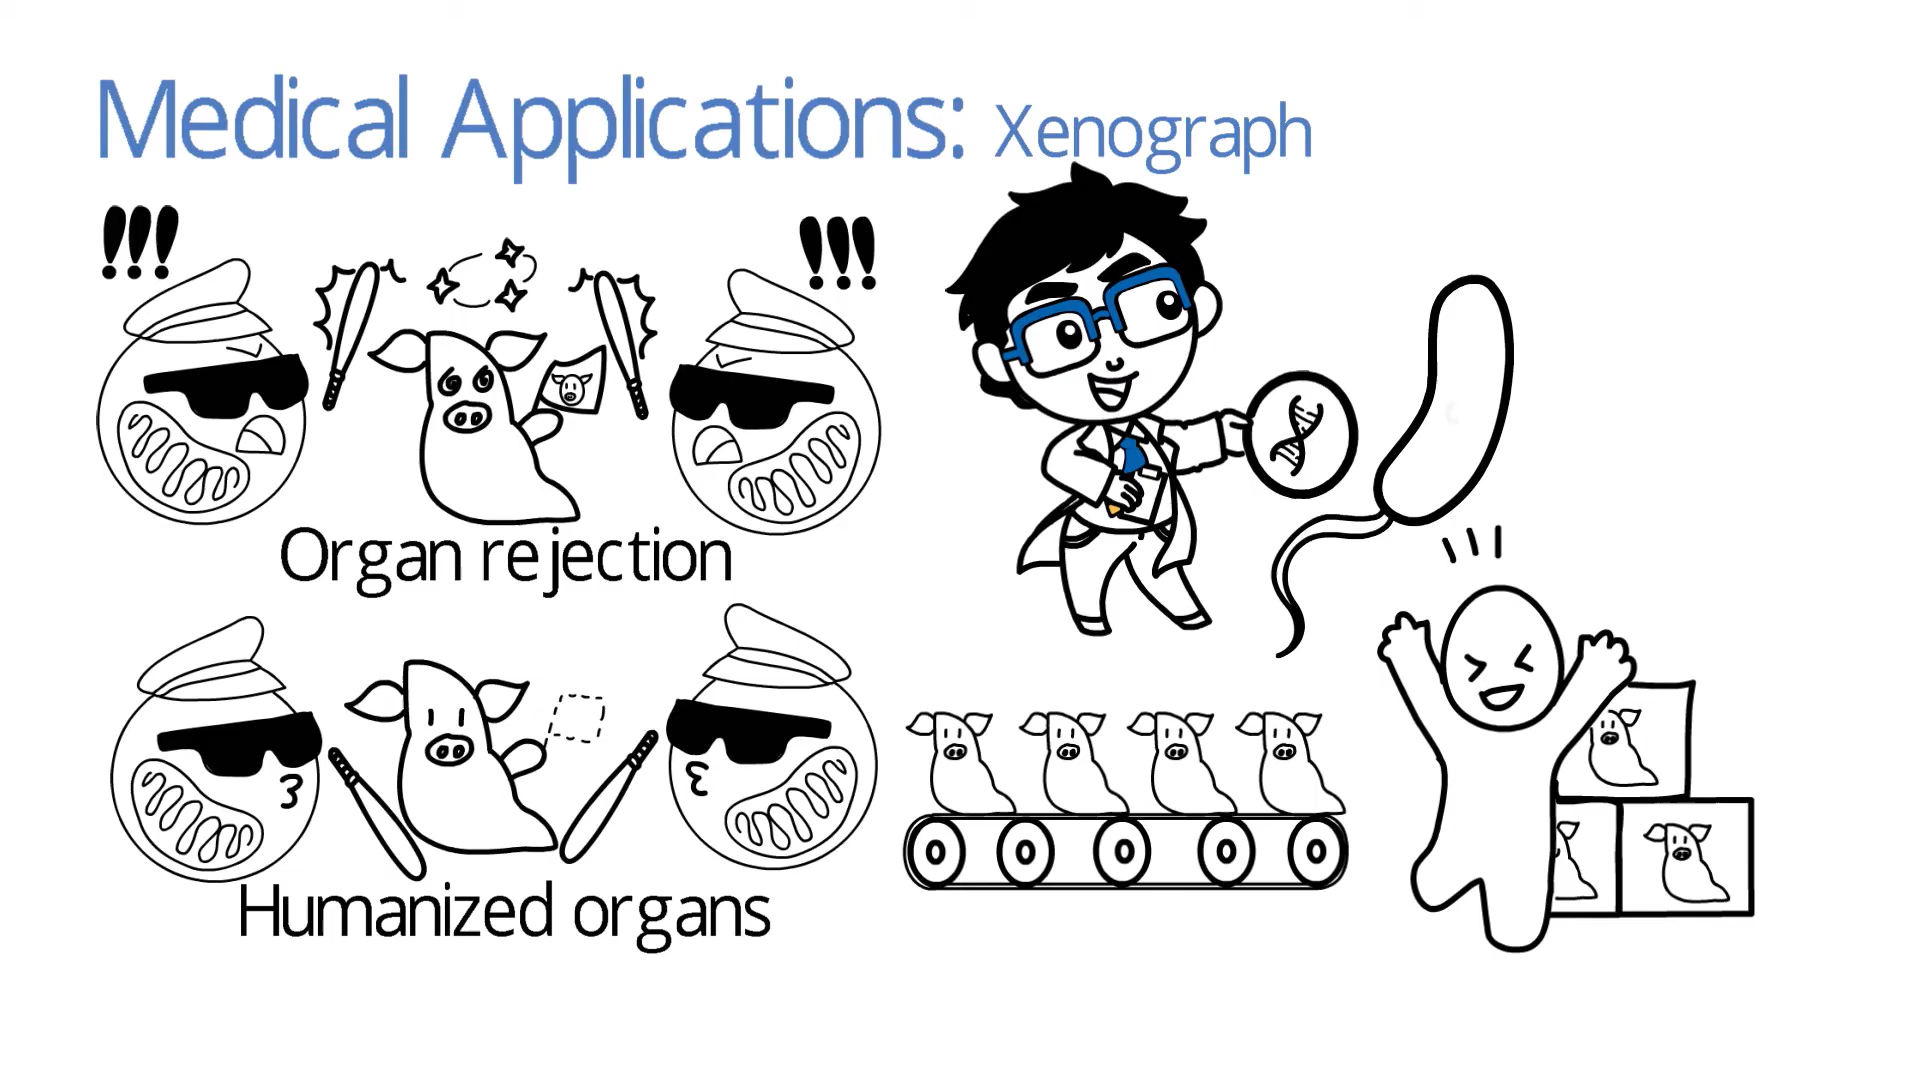 Medical Applications: Xenograph
!!! !!!
Organ rejection
Humanized organs